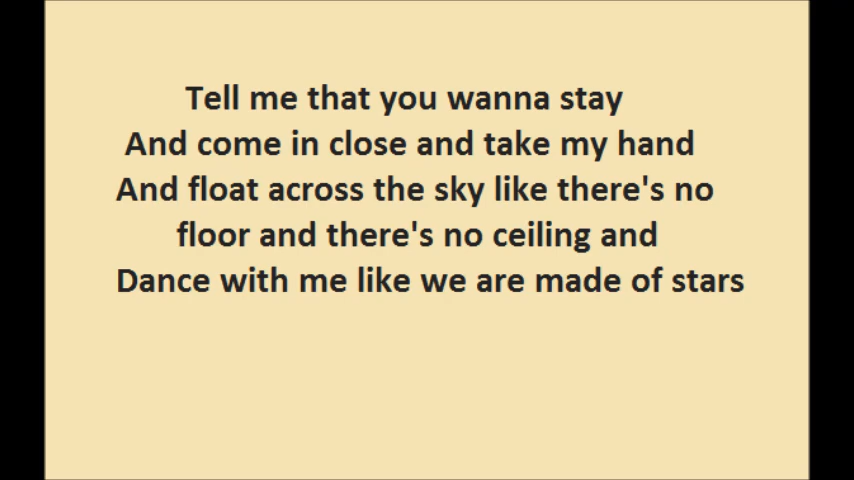 Tell me that you wanna stay
And come in close and take my hand
And float across the sky like there's no
floor and there's no ceiling and
Dance with me like we are made of stars